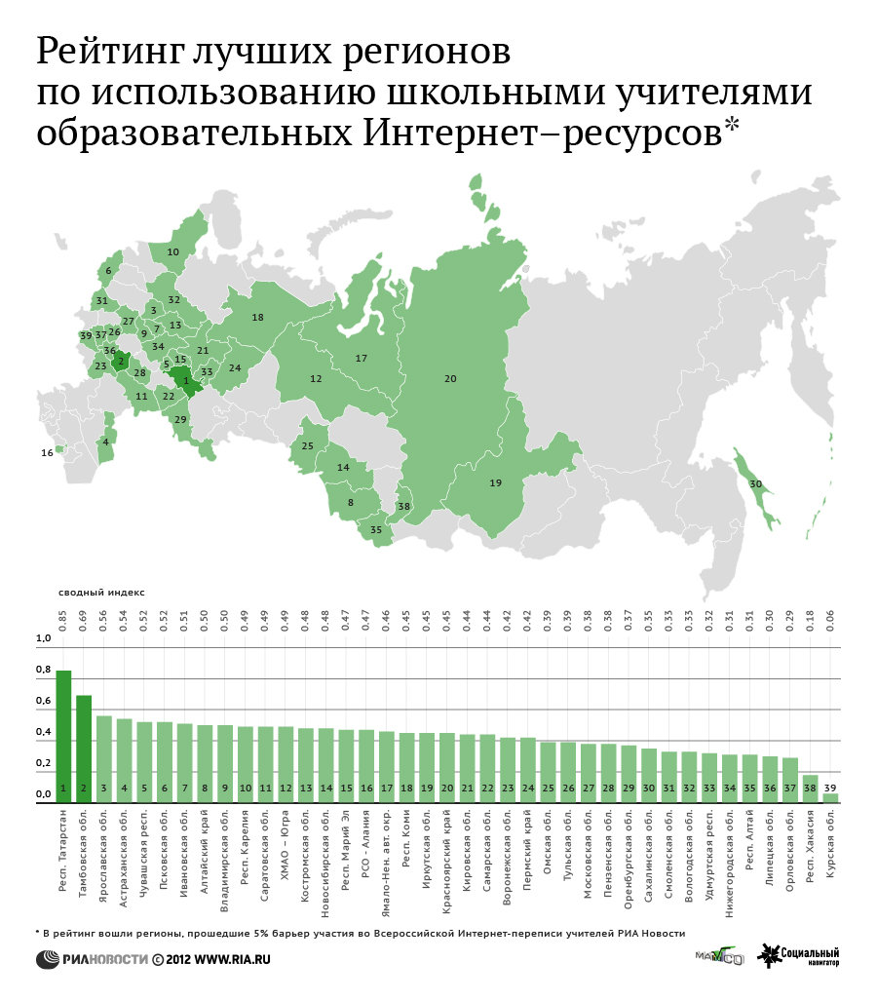 Рейтинг лучших регионов
по использованию школьными учителями
образовательных Интернет–ресурсов*
10
6
31
32
3
18
27
39
37
26
9
7
13
36
34
21
17
2
5
15
23
28
1
33
24
12
20
11
22
29
4
16
25
14
19
8
38
30
35
сводный индекс
0.85 0.69 0.56 0.54 0.52 0.52 0.51 0.50 0.50 0.49 0.49 0.49 0.48 0.48 0.47 0.47 0.46 0.45 0.45 0.45 0.44 0.44 0.42 0.42 0.39 0.39 0.38 0.38 0.37 0.35 0.33 0.33 0.32 0.31 0.31 0.30 0.29 0.18 0.06
1,0
0,8
0,6
0,4
0,2
0,0
1 2 3 4 5 6 7 8 9 10 11 12 13 14 15 16 17 18 19 20 21 22 23 24 25 26 27 28 29 30 31 32 33 34 35 36 37 38 39
Респ. Татарстан
Тамбовская обл.
Ярославская обл.
Астраханская обл.
Чувашская респ.
Псковская обл.
Ивановская обл.
Алтайский край
Владимирская обл.
Респ. Карелия
Саратовская обл.
ХМАО – Югра
Костромская обл.
Новосибирская обл.
Респ. Марий Эл
РСО - Алания
Ямало-Нен. авт. окр.
Респ. Коми
Иркутская обл.
Красноярский край
Кировская обл.
Самарская обл.
Воронежская обл.
Пермский край
Омская обл.
Тульская обл.
Московская обл.
Пензенская обл.
Оренбургская обл.
Сахалинская обл.
Смоленская обл.
Вологодская обл.
Удмуртская респ.
Нижегородская обл.
Респ. Алтай
Липецкая обл.
Орловская обл.
Респ. Хакасия
Курская обл.
* В рейтинг вошли регионы, прошедшие 5% барьер участия во Всероссийской Интернет-переписи учителей РИА Новости
РИАНОВОСТИ © 2012 WWW.RIA.RU
Социальный
навигатор